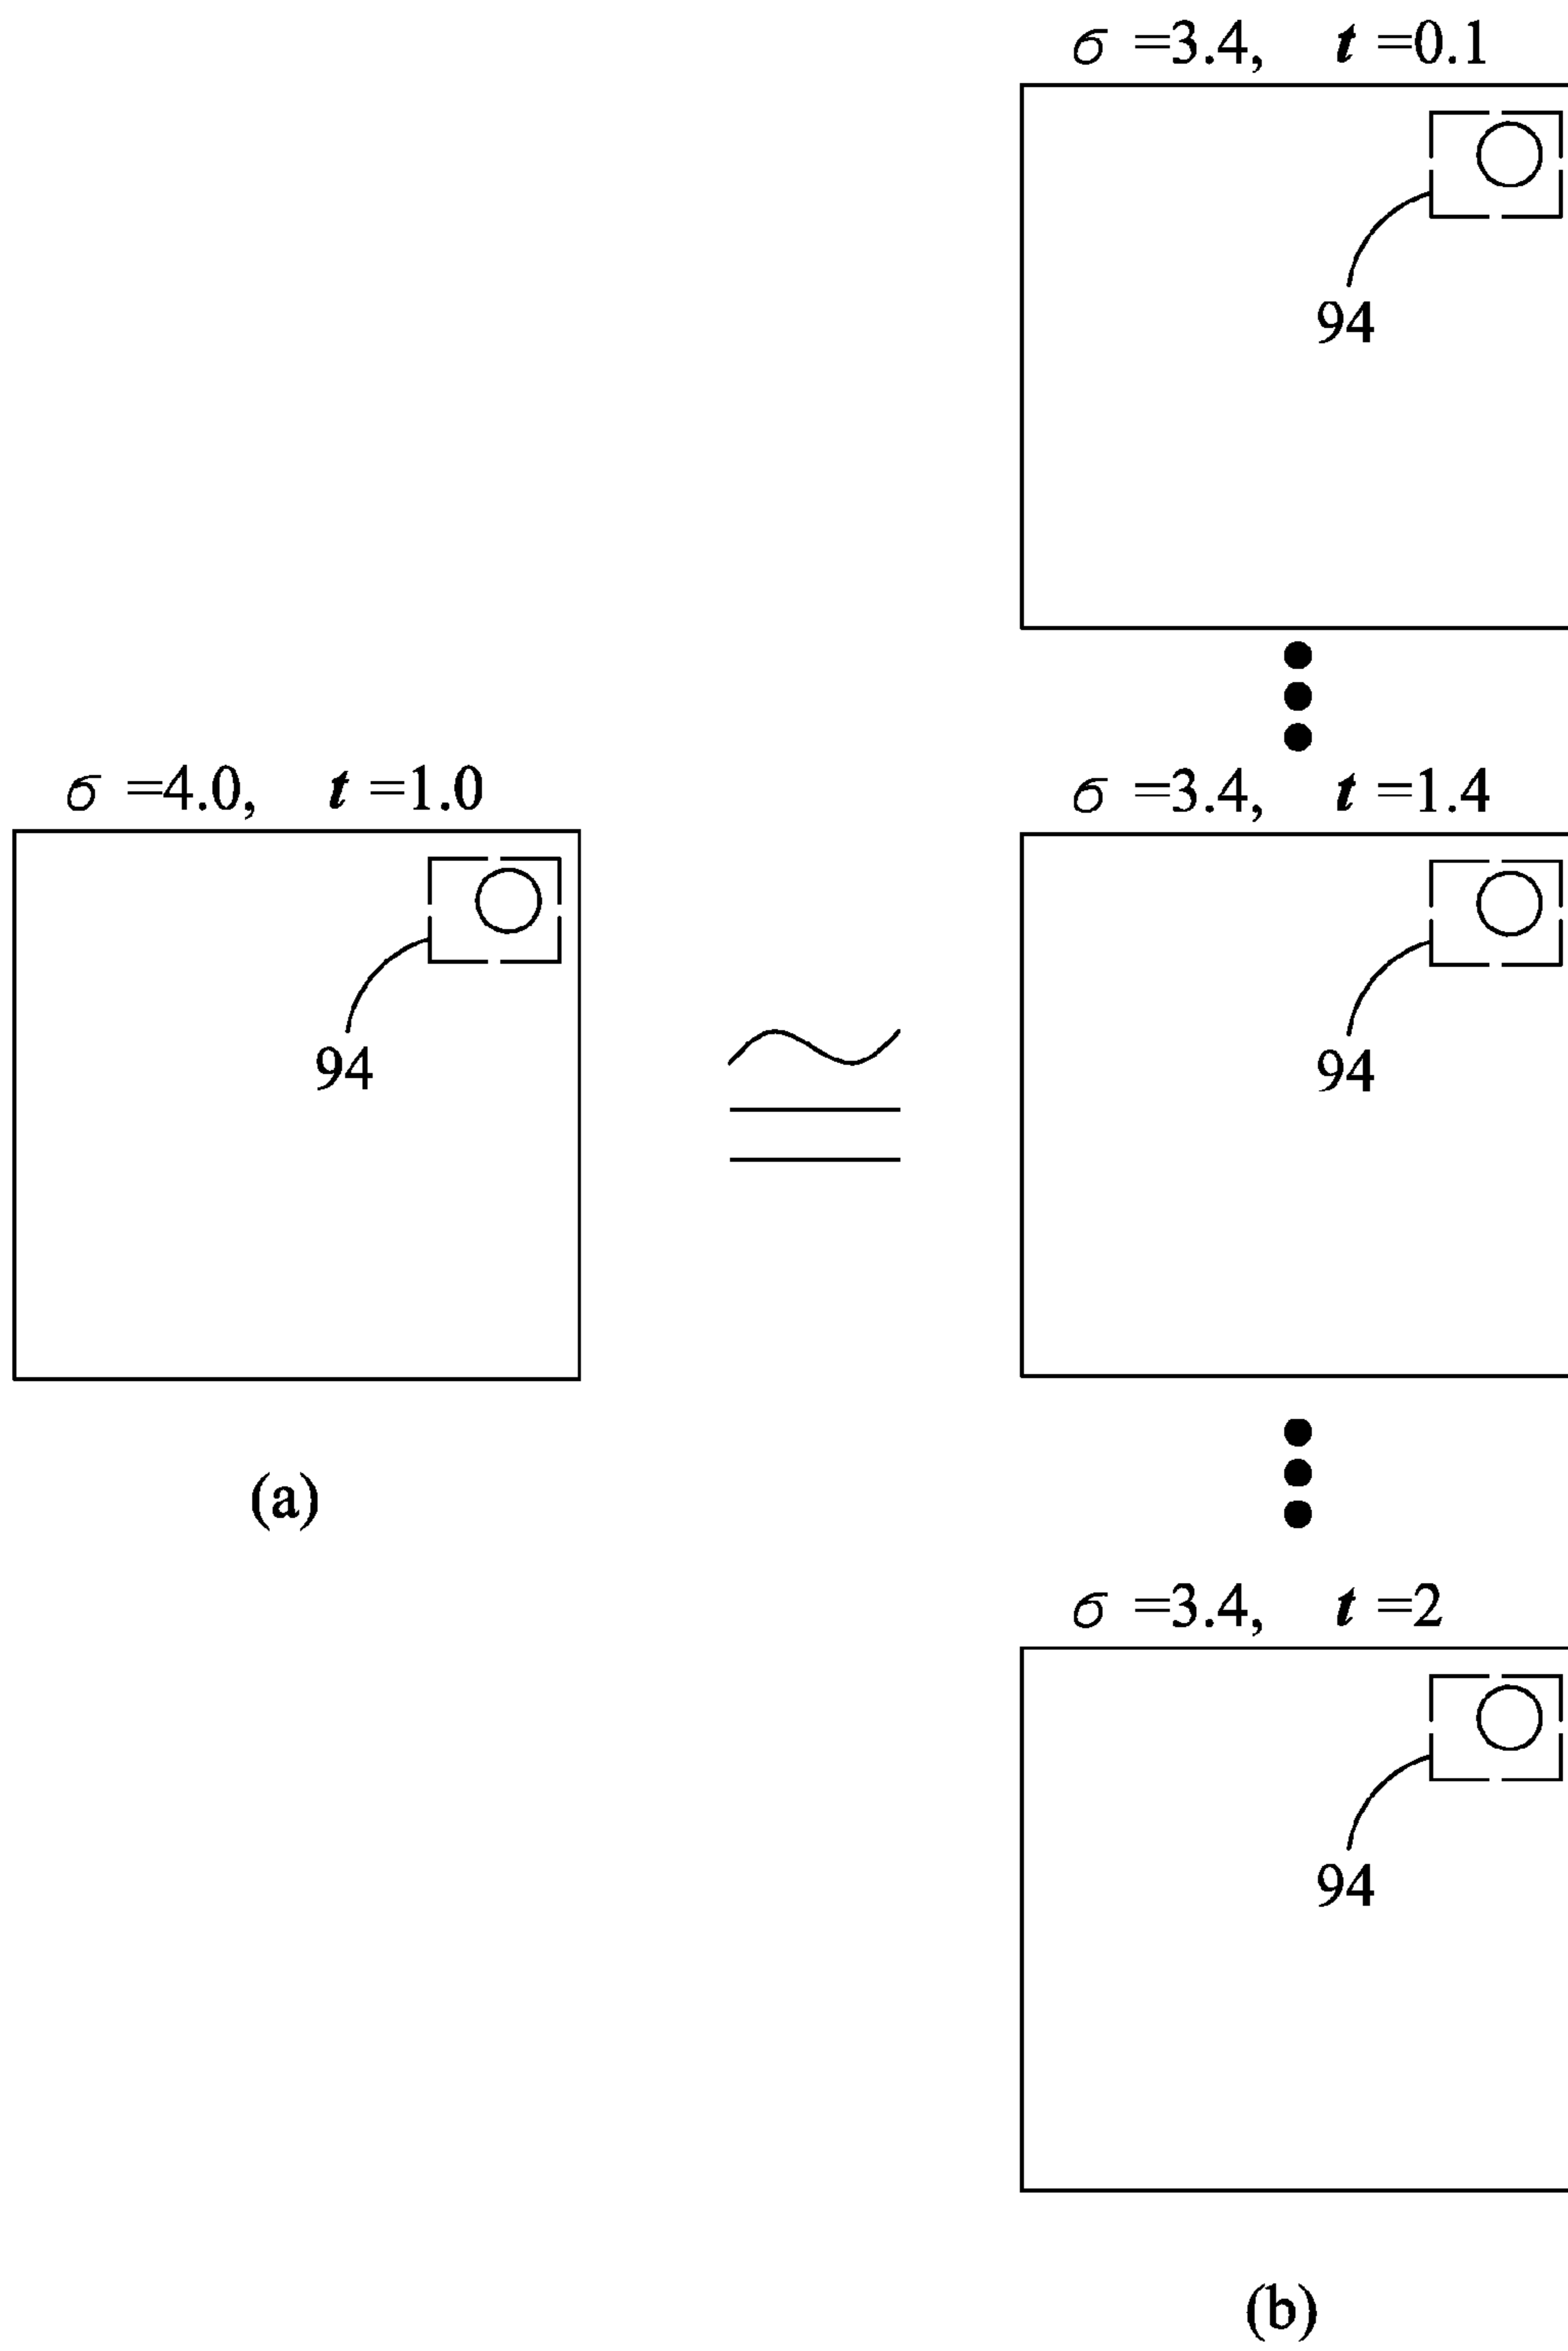 σ =3.4, t =0.1
94
σ =4.0, t =1.0
94
(a)
σ =3.4, t =1.4
94
σ =3.4, t =2
94
(b)